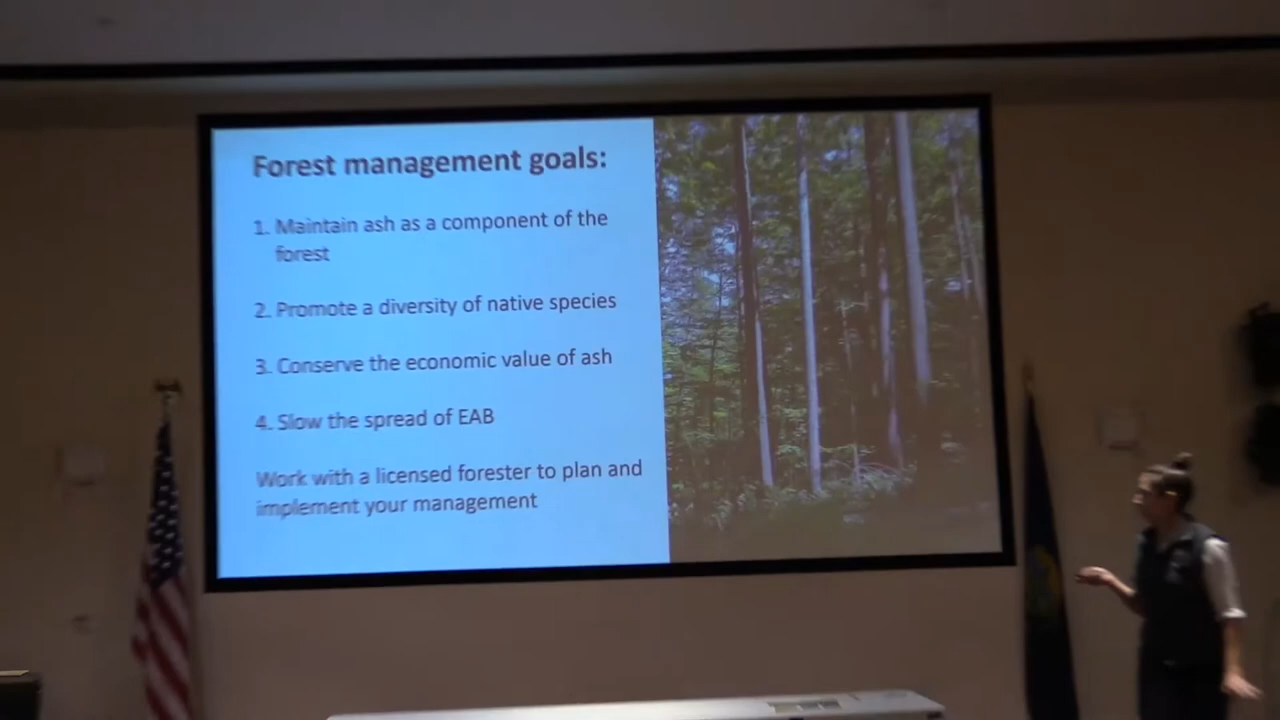 Forest management goals:
1. Maintain ash as a component of the
forest
2. Promote a diversity of native species
3. Conserve the economic value of ash
4. Slow the spread of EAB
Work with a licensed forester to plan and
implement your management